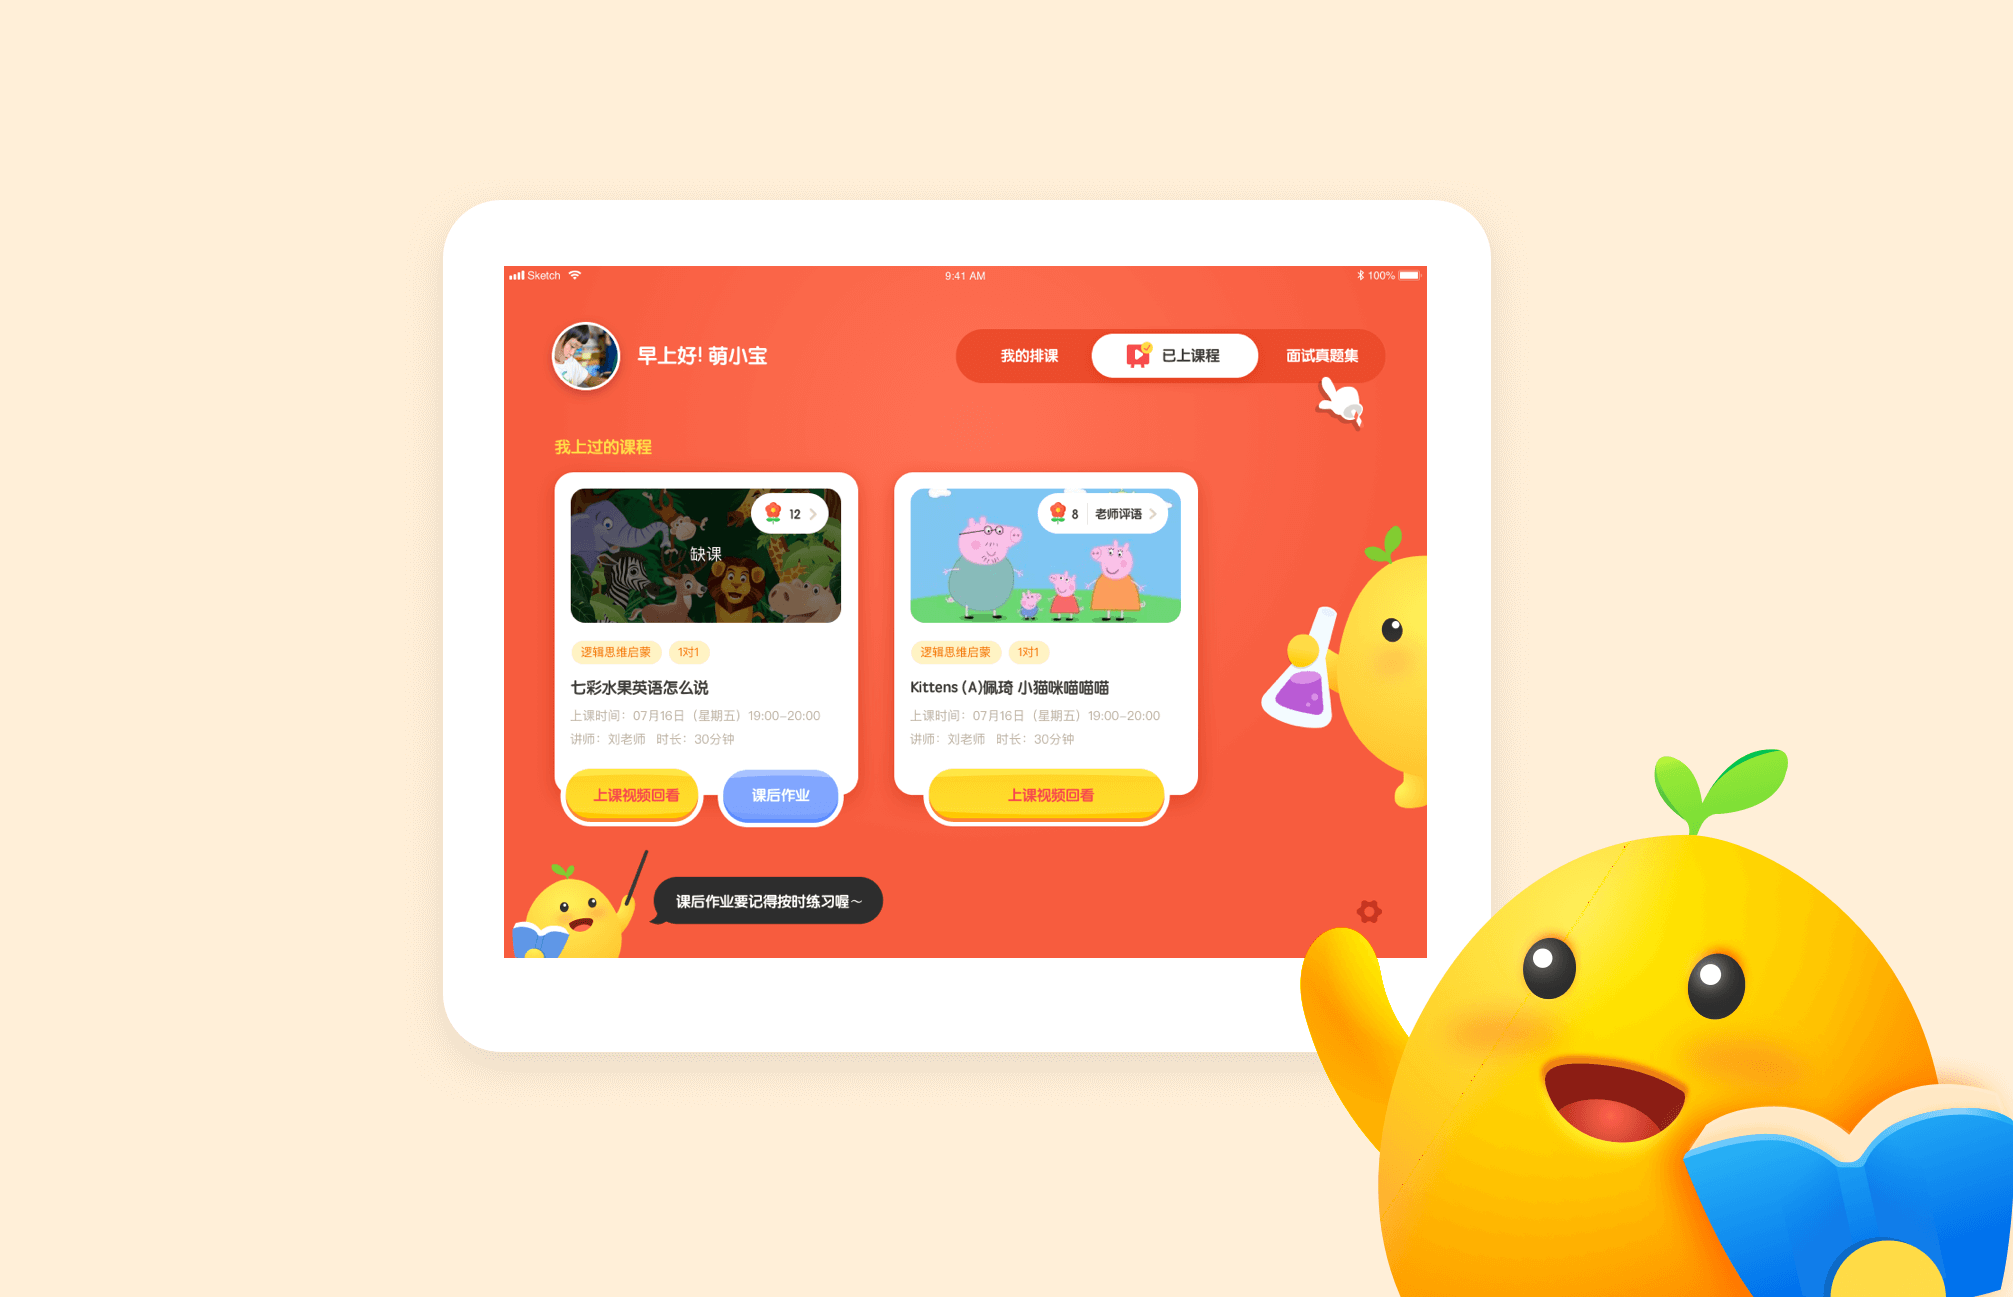 Sketch
9:41 AM
100%
早上好! 萌小宝
我的排课
已上课程
面试真题集
我上过的课程
12
缺课
逻辑思维启蒙
1对1
七彩水果英语怎么说
上课时间：07月16日（星期五）19:00-20:00
讲师：刘老师 时长：30分钟
上课视频回看
课后作业
8
老师评语
逻辑思维启蒙
1对1
Kittens (A)佩琦 小猫咪喵喵喵
上课时间：07月16日（星期五）19:00-20:00
讲师：刘老师 时长：30分钟
上课视频回看
课后作业要记得按时练习喔～